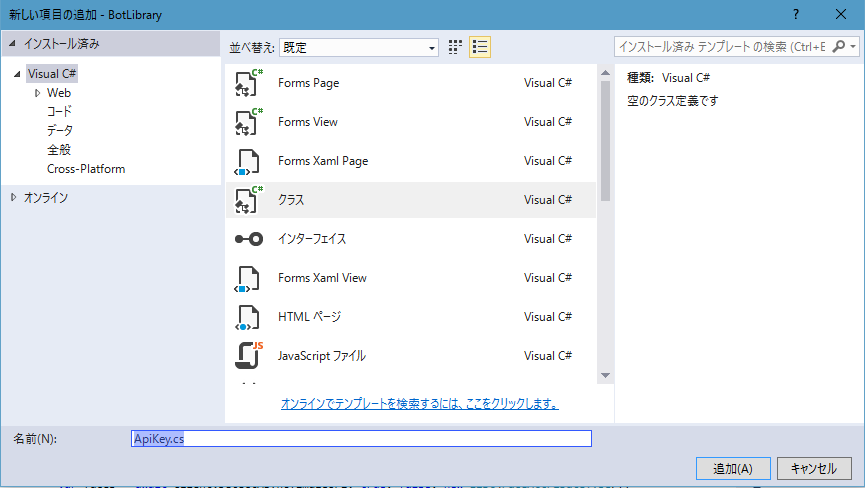 新しい項目の追加 - BotLibrary
インストール済み
並べ替え: 既定
インストール済み テンプレート の検索 (Ctrl+E
Visual C#
Web
コード
データ
全般
Cross-Platform
オンライン
Forms Page Visual C#
Forms View Visual C#
Forms Xaml Page Visual C#
クラス Visual C#
インターフェイス Visual C#
Forms Xaml View Visual C#
HTML ページ Visual C#
JavaScript ファイル Visual C#
オンラインでテンプレートを検索するには、ここをクリックします。
種類: Visual C#
空のクラス定義です
名前(N): ApiKey.cs
追加(A) キャンセル